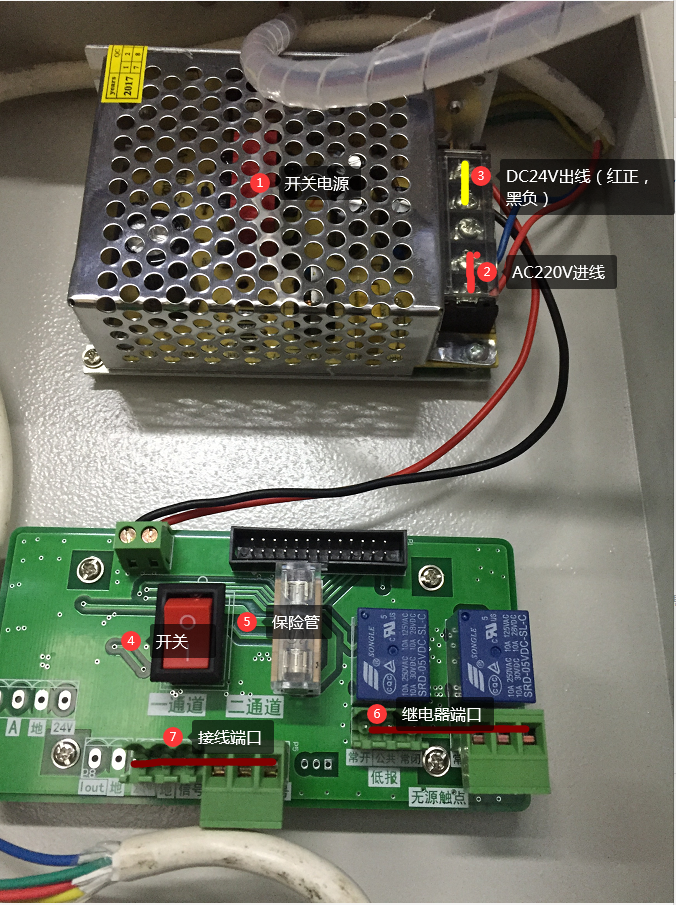 years 2017
1 开关电源
3 DC24V出线（红正，
黑负）
2 AC220V进线
4 开关
5 保险管
SONGLE
10A 250VAC 10A 125VAC
10A 30VDC 10A 28VDC
SRD-05VDC-SL-C
SONGLE
10A 250VAC 10A 125VAC
10A 30VDC 10A 28VDC
SRD-05VDC-SL-C
一通道 二通道
6 继电器端口
A 地 24V
7 接线端口
常开 公共 常闭
低报
Iout 地 信号
无源触点